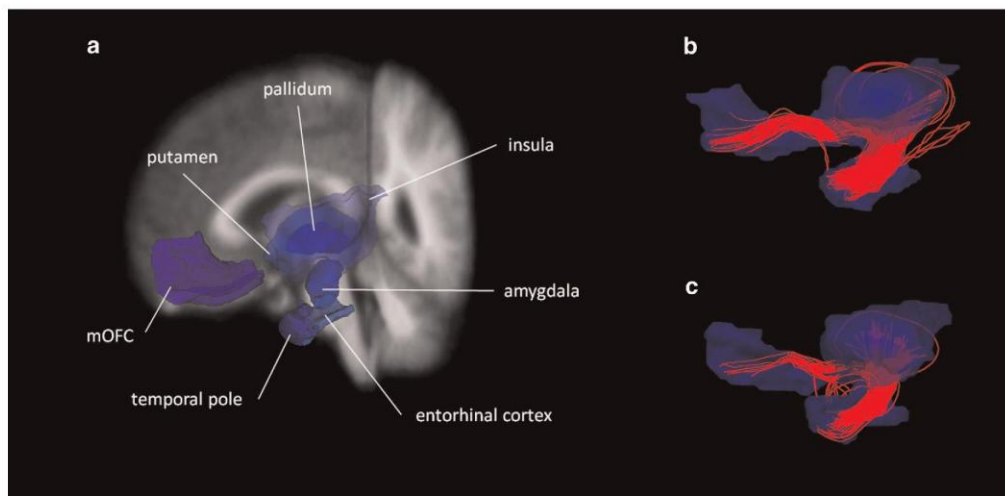 a
pallidum
putamen
insula
amygdala
mOFC
temporal pole
entorhinal cortex
b
c